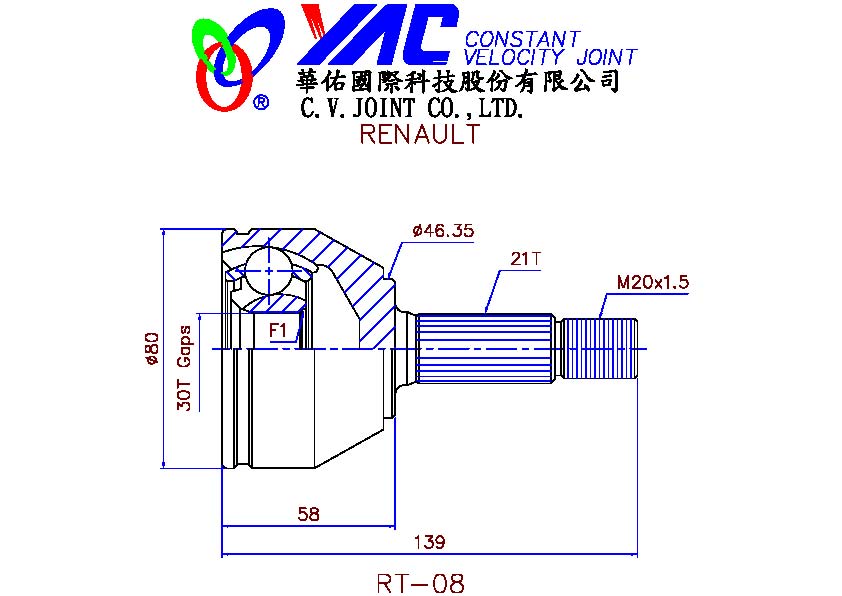 YAC CONSTANT
VELOCITY JOINT
®
華佑國際科技股份有限公司
C.V.JOINT CO.,LTD.
RENAULT
ø46.35
21T
M20x1.5
F1
ø80
30T Gaps
58
139
RT-08